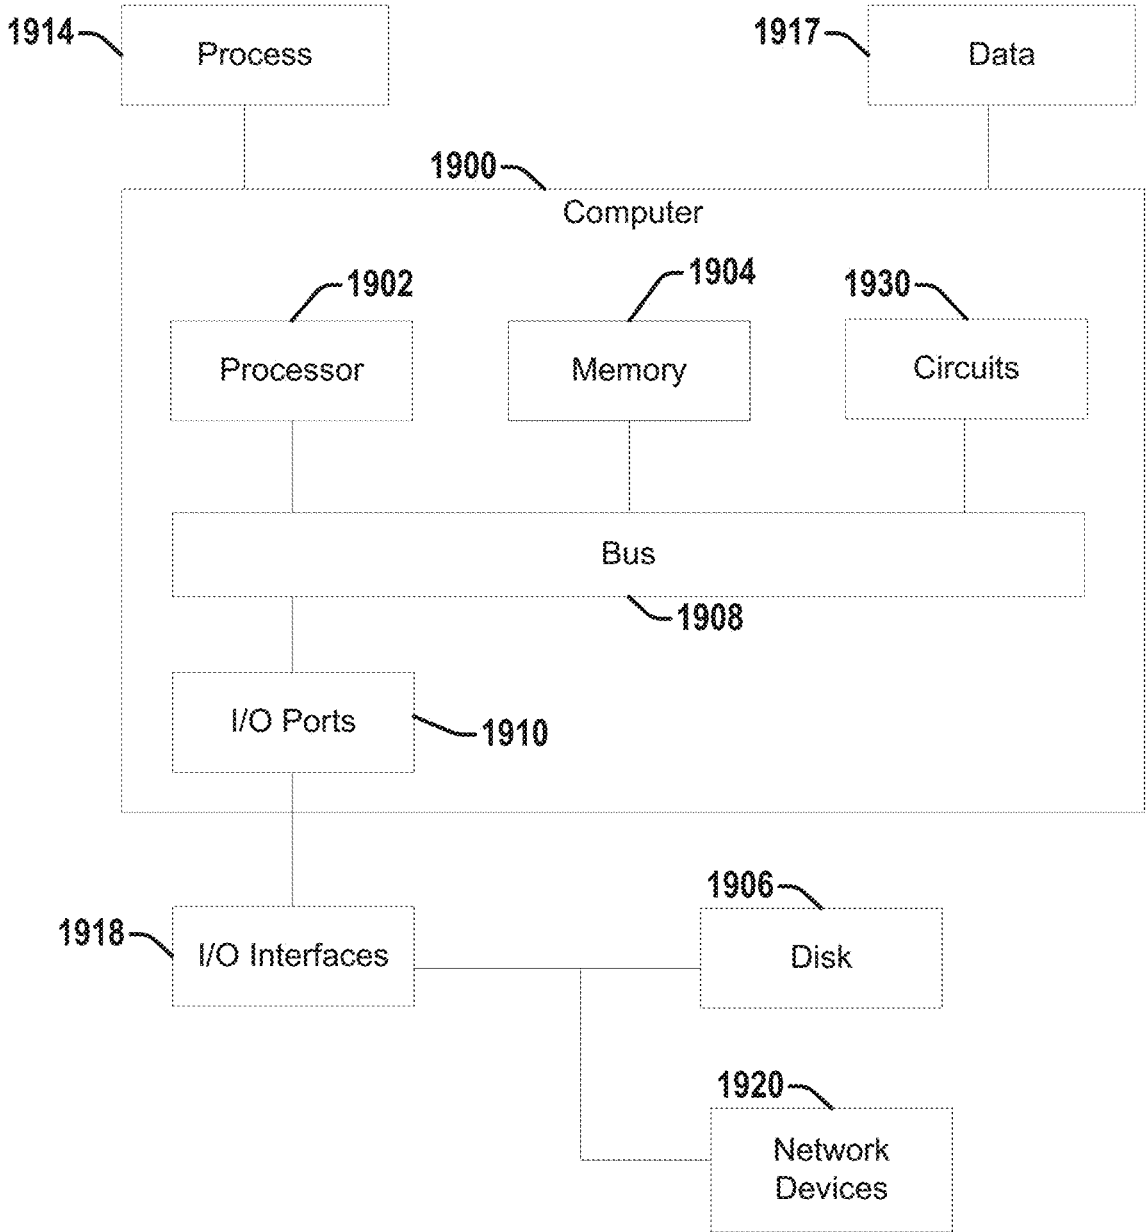 1914
Process
1917
Data
1900
Computer
1902
Processor
1904
Memory
1930
Circuits
Bus
1908
I/O Ports
1910
1918
I/O Interfaces
1906
Disk
1920
Network
Devices